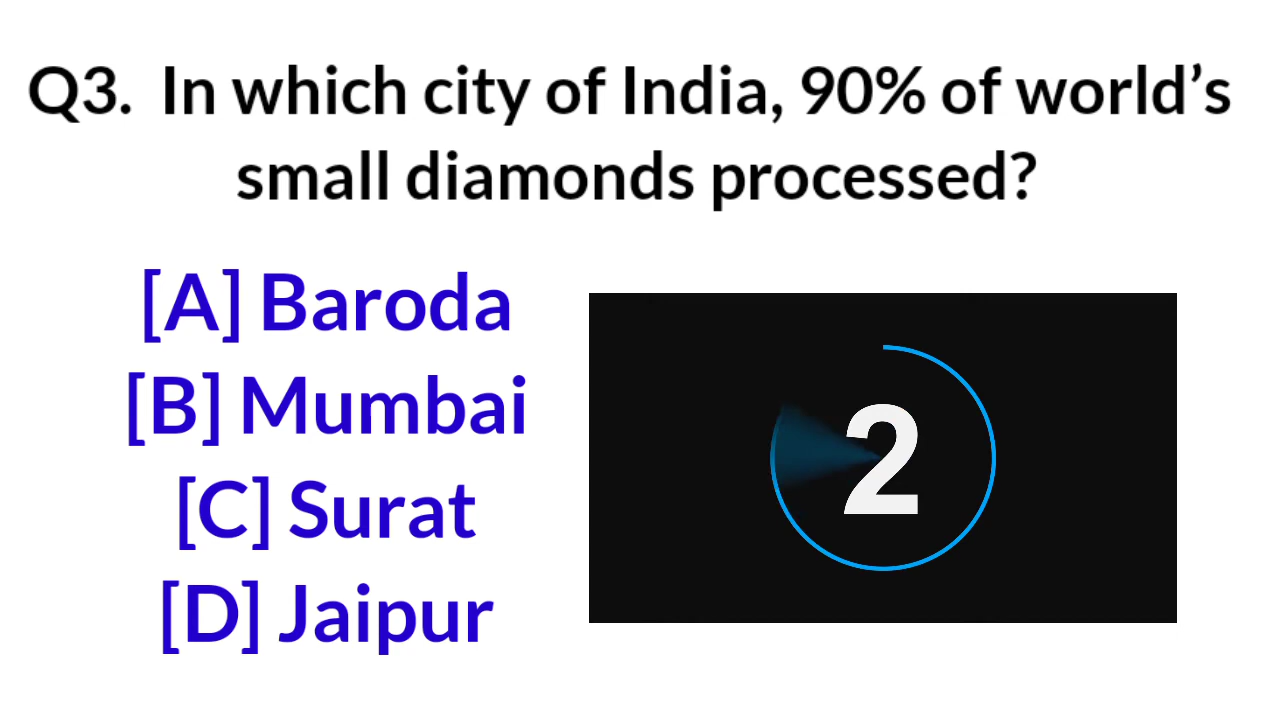 Q3. In which city of India, 90% of world’s
small diamonds processed?
[A] Baroda
[B] Mumbai
[C] Surat
[D] Jaipur
2